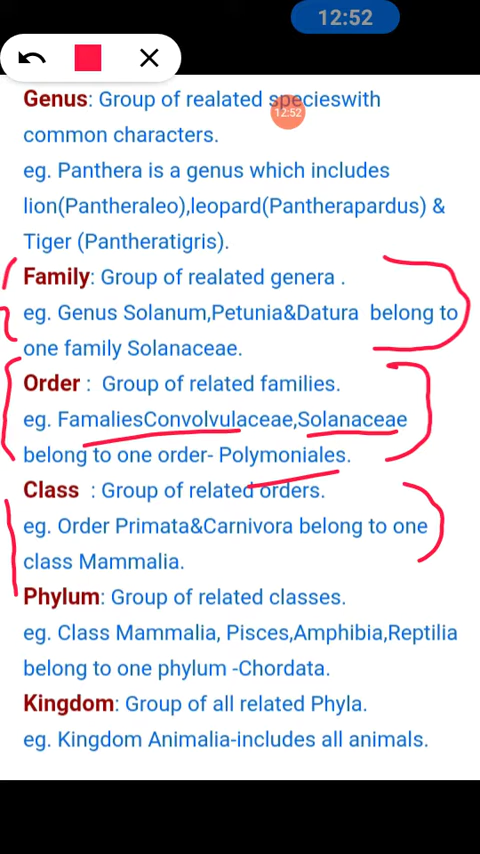 12:52
Genus: Group of realated specieswith
12:52
common characters.
eg. Panthera is a genus which includes
lion(Pantheraleo),leopard(Pantherapardus) &
Tiger (Pantheratigris).
Family: Group of realated genera .
eg. Genus Solanum,Petunia&Datura belong to
one family Solanaceae.
Order : Group of related families.
eg. FamaliesConvolvulaceae,Solanaceae
belong to one order- Polymoniales.
Class : Group of related orders.
eg. Order Primata&Carnivora belong to one
class Mammalia.
Phylum: Group of related classes.
eg. Class Mammalia, Pisces,Amphibia,Reptilia
belong to one phylum -Chordata.
Kingdom: Group of all related Phyla.
eg. Kingdom Animalia-includes all animals.